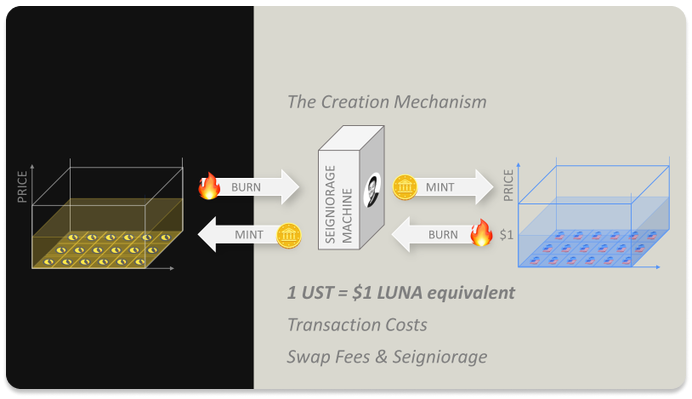 The Creation Mechanism
PRICE
BURN
SEIGNIORAGE
MACHINE
MINT
PRICE
MINT
BURN
$1
1 UST = $1 LUNA equivalent
Transaction Costs
Swap Fees & Seigniorage